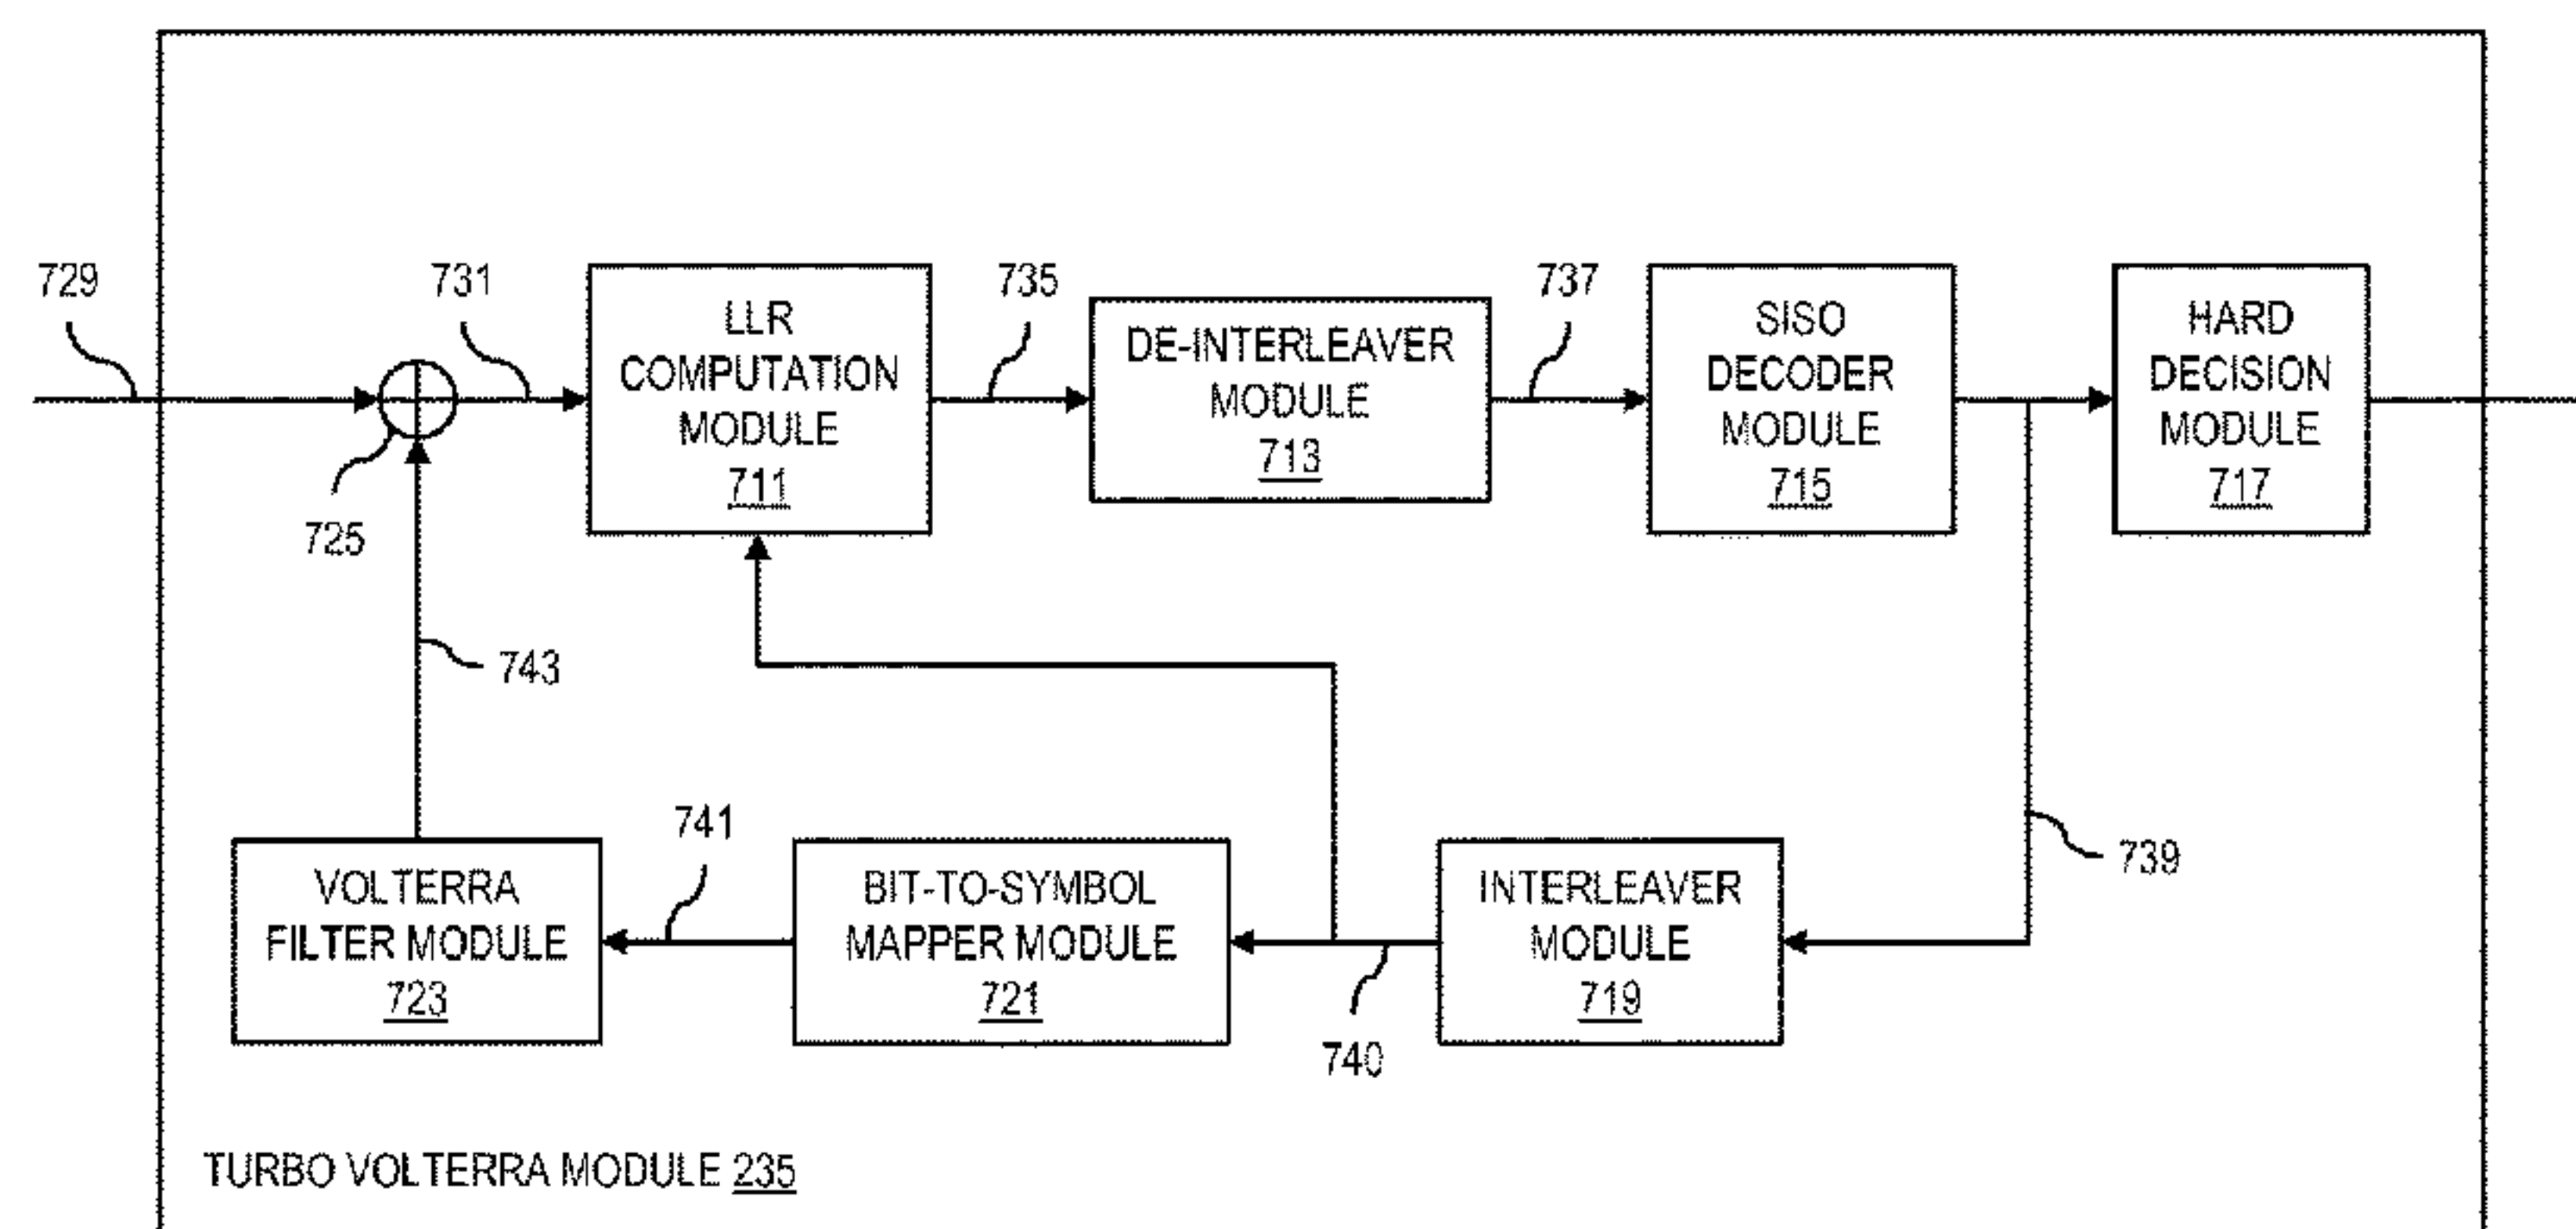 729
731
LLR
COMPUTATION
MODULE
711
735
DE-INTERLEAVER
MODULE
713
737
SISO
DECODER
MODULE
715
HARD
DECISION
MODULE
717
725
743
741
739
VOLTERRA
FILTER MODULE
723
BIT-TO-SYMBOL
MAPPER MODULE
721
740
INTERLEAVER
MODULE
719
TURBO VOLTERRA MODULE 235